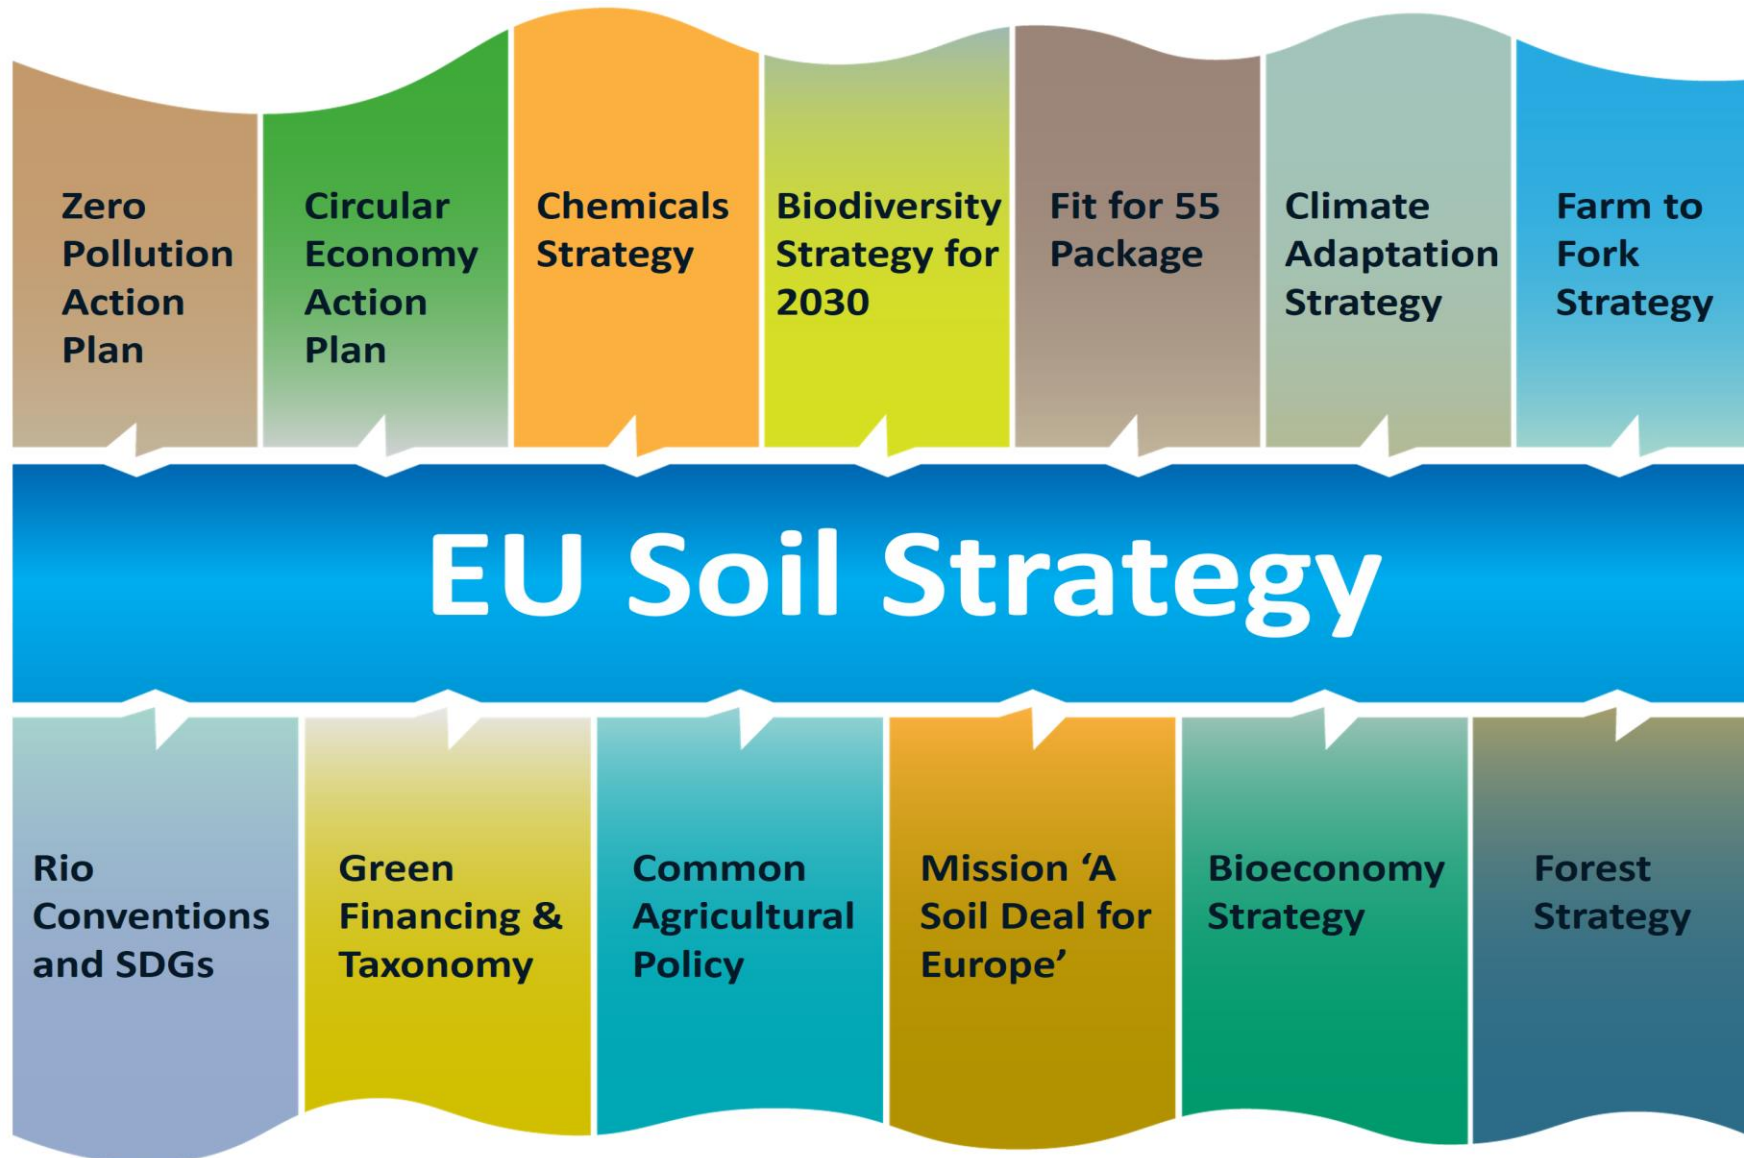 Zero
Pollution
Action
Plan
Circular
Economy
Action
Plan
Chemicals
Strategy
Biodiversity
Strategy for
2030
Fit for 55
Package
Climate
Adaptation
Strategy
Farm to
Fork
Strategy
EU Soil Strategy
Rio
Conventions
and SDGs
Green
Financing &
Taxonomy
Common
Agricultural
Policy
Mission ‘A
Soil Deal for
Europe’
Bioeconomy
Strategy
Forest
Strategy